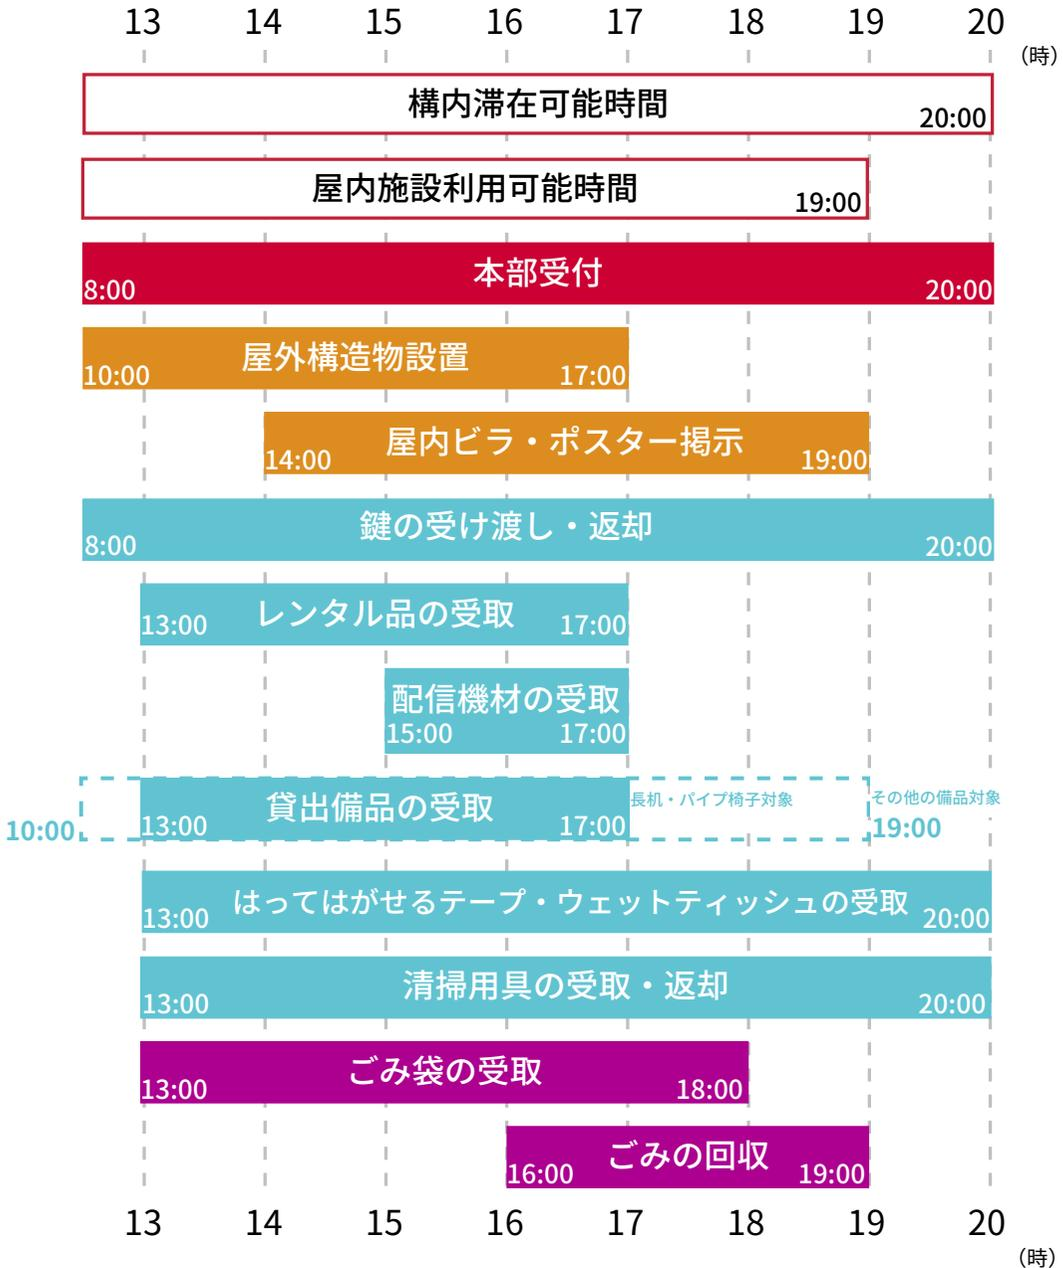 13 14 15 16 17 18 19 20
(時)
構内滞在可能時間
20:00
屋内施設利用可能時間
19:00
本部受付
8:00 20:00
屋外構造物設置
10:00 17:00
屋内ビラ・ポスター掲示
14:00 19:00
鍵の受け渡し・返却
8:00 20:00
レンタル品の受取
13:00 17:00
配信機材の受取
15:00 17:00
貸出備品の受取
長机・パイプ椅子対象
その他の備品対象
10:00 13:00 17:00 19:00
はってはがせるテープ・ウェットティッシュの受取
13:00 20:00
清掃用具の受取・返却
13:00 20:00
ごみ袋の受取
13:00 18:00
ごみの回収
16:00 19:00
13 14 15 16 17 18 19 20
(時)